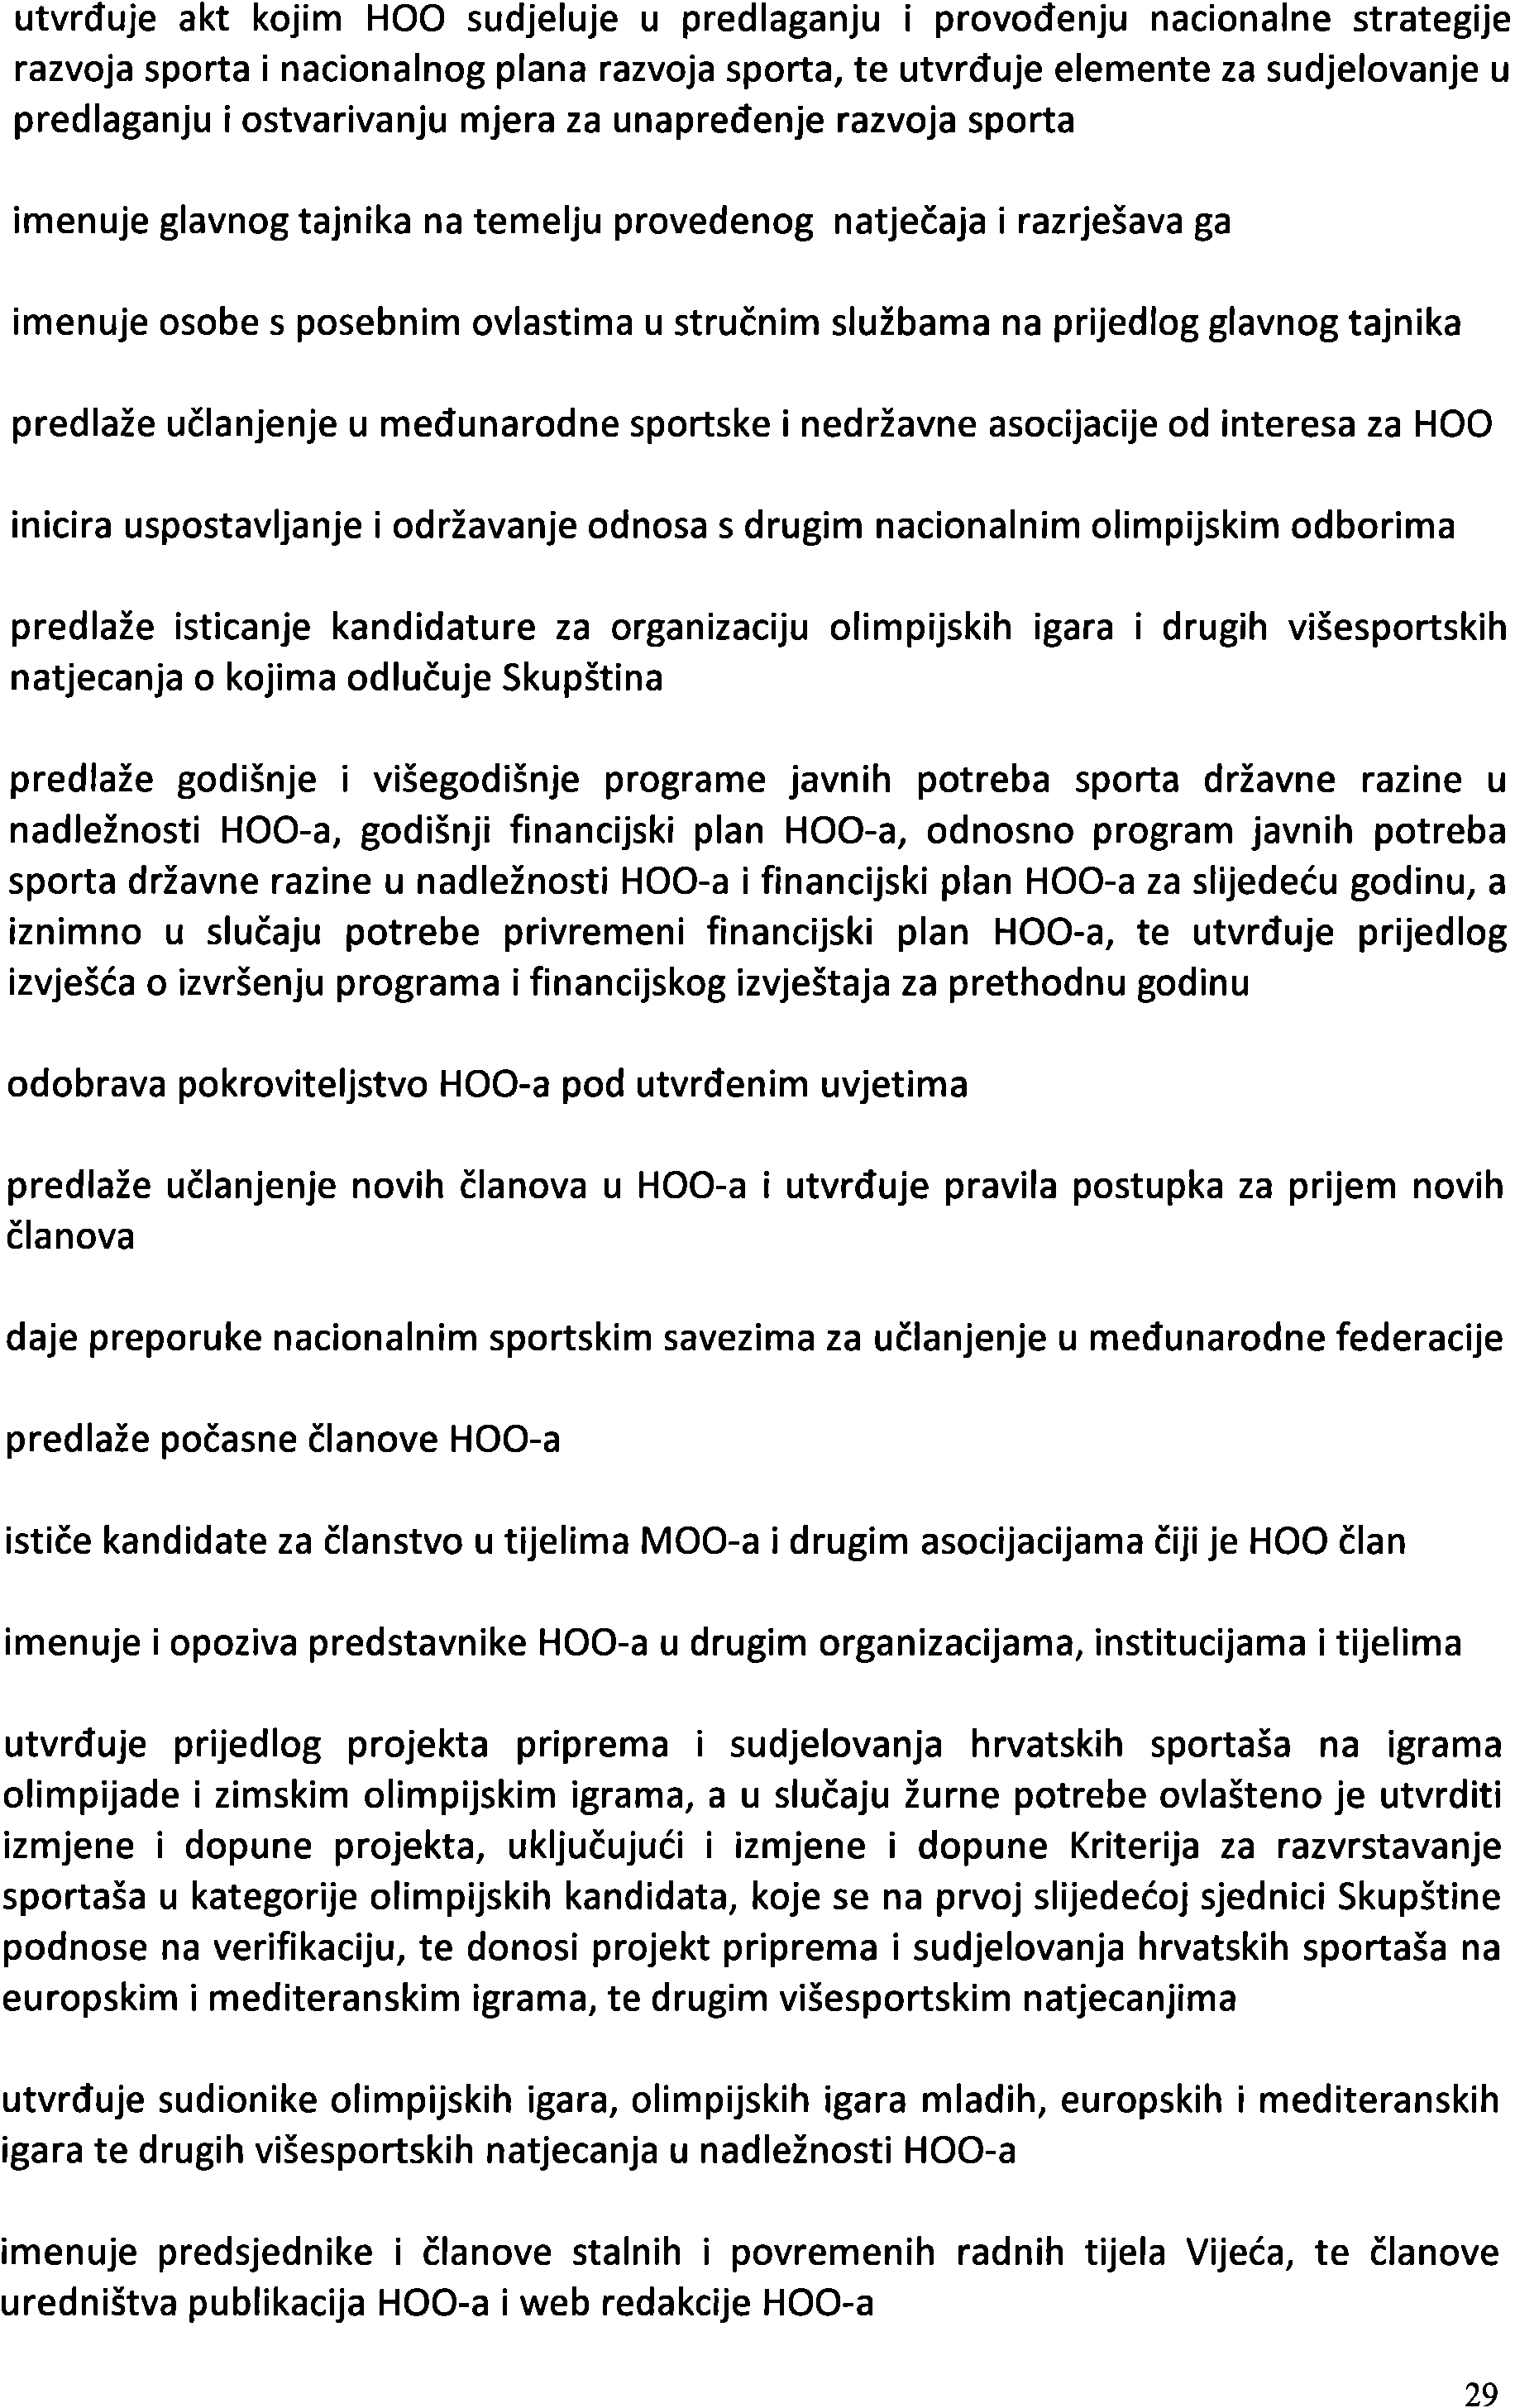 utvrđuje akt kojim HOO sudjeluje u predlaganju i provođenju nacionalne strategije
razvoja sporta i nacionalnog plana razvoja sporta, te utvrđuje elemente za sudjelovanje u
predlaganju i ostvarivanju mjera za unapređenje razvoja sporta
imenuje glavnog tajnika na temelju provedenog natječaja i razrješava ga
imenuje osobe s posebnim ovlastima u stručnim službama na prijedlog glavnog tajnika
predlaže učlanjenje u međunarodne sportske i nedržavne asocijacije od interesa za HOO
inicira uspostavljanje i održavanje odnosa s drugim nacionalnim olimpijskim odborima
predlaže isticanje kandidature za organizaciju olimpijskih igara i drugih višesportskih
natjecanja o kojima odlučuje Skupština
predlaže godišnje i višegodišnje programe javnih potreba sporta državne razine u
nadležnosti HOO-a, godišnji financijski plan HOO-a, odnosno program javnih potreba
sporta državne razine u nadležnosti HOO-a i financijski plan HOO-a za slijedeću godinu, a
iznimno u slučaju potrebe privremeni financijski plan HOO-a, te utvrđuje prijedlog
izvješća o izvršenju programa i financijskog izvještaja za prethodnu godinu
odobrava pokroviteljstvo HOO-a pod utvrđenim uvjetima
predlaže učlanjenje novih članova u HOO-a i utvrđuje pravila postupka za prijem novih
članova
daje preporuke nacionalnim sportskim savezima za učlanjenje u međunarodne federacije
predlaže počasne članove HOO-a
ističe kandidate za članstvo u tijelima MOO-a i drugim asocijacijama čiji je HOO član
imenuje i opoziva predstavnike HOO-a u drugim organizacijama, institucijama i tijelima
utvrđuje prijedlog projekta priprema i sudjelovanja hrvatskih sportaša na igrama
olimpijade i zimskim olimpijskim igrama, a u slučaju žurne potrebe ovlašteno je utvrditi
izmjene i dopune projekta, uključujući i izmjene i dopune Kriterija za razvrstavanje
sportaša u kategorije olimpijskih kandidata, koje se na prvoj slijedećoj sjednici Skupštine
podnose na verifikaciju, te donosi projekt priprema i sudjelovanja hrvatskih sportaša na
europskim i mediteranskim igrama, te drugim višesportskim natjecanjima
utvrđuje sudionike olimpijskih igara, olimpijskih igara mladih, europskih i mediteranskih
igara te drugih višesportskih natjecanja u nadležnosti HOO-a
imenuje predsjednike i članove stalnih i povremenih radnih tijela Vijeća, te članove
uredništva publikacija HOO-a i web redakcije HOO-a
29